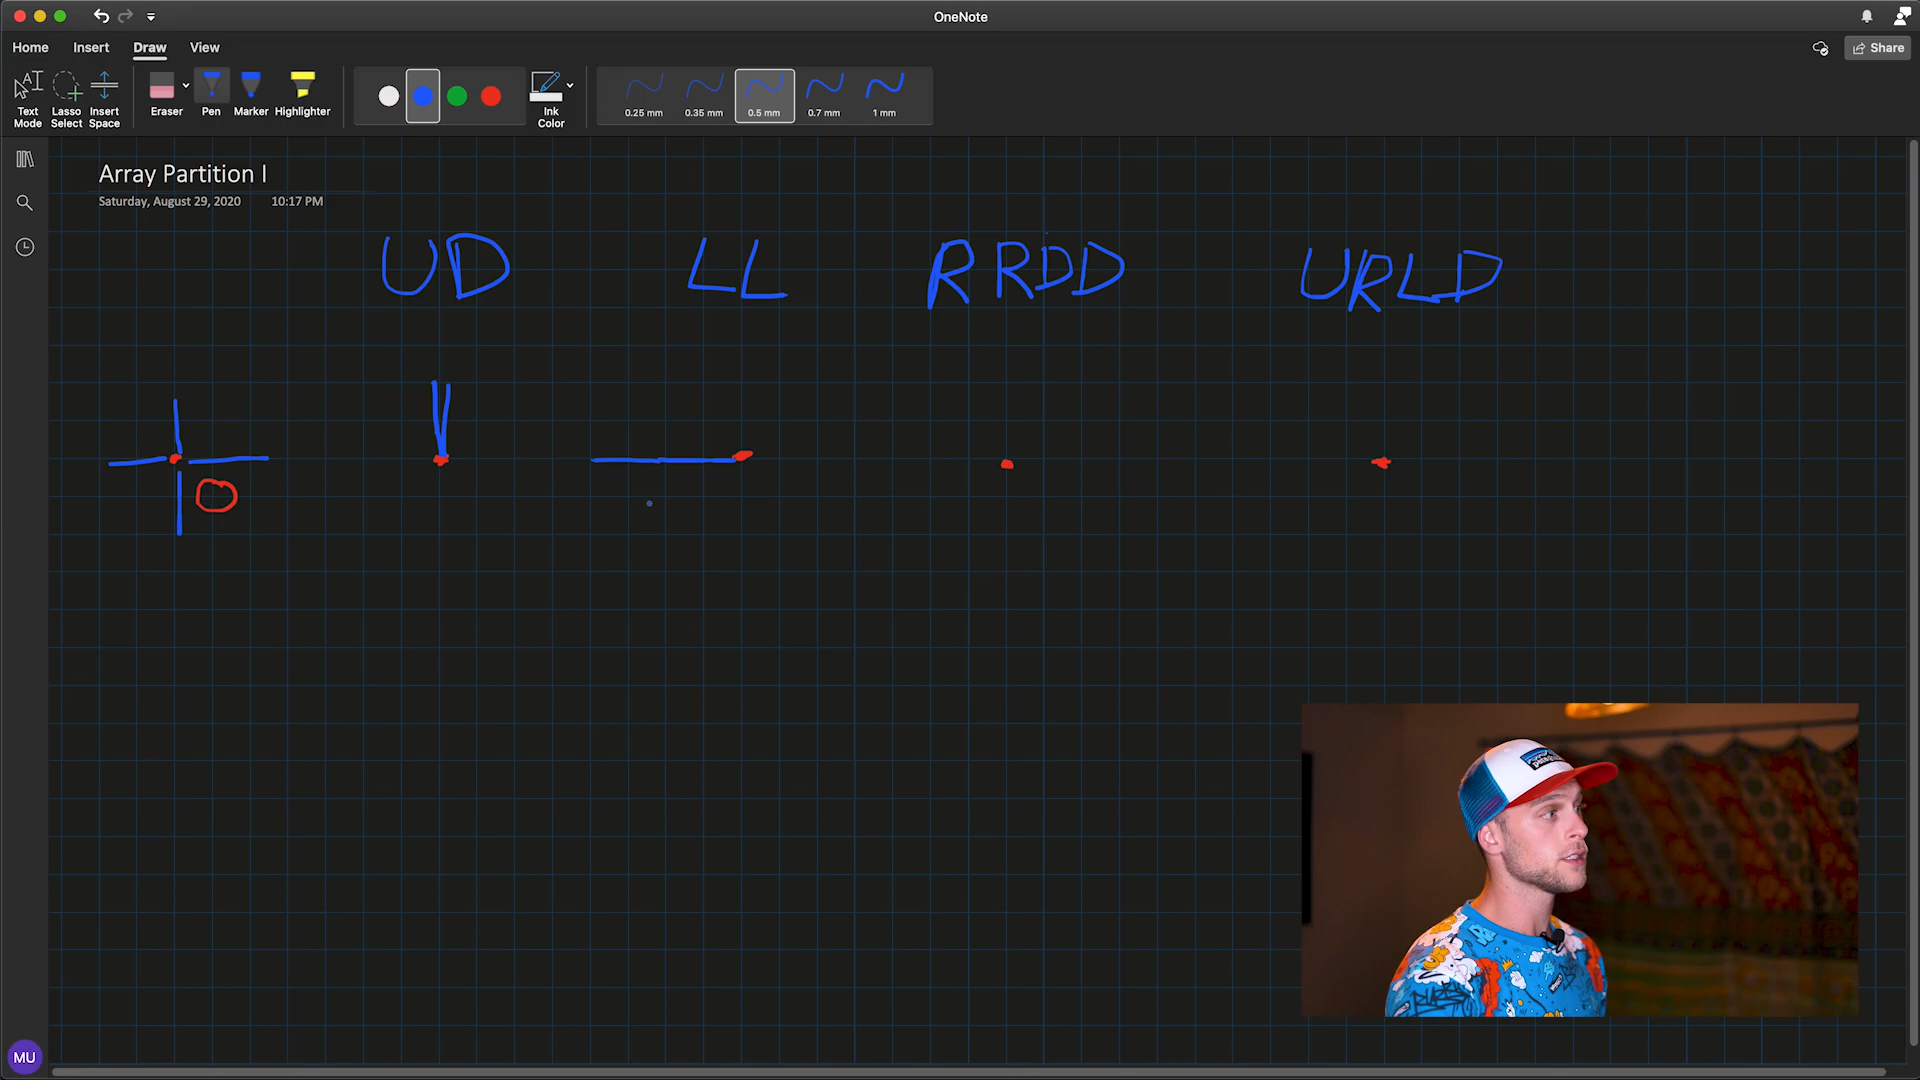 OneNote
Home Insert Draw View
Share
Text Mode
Lasso Select
Insert Space
Eraser
Pen
Marker
Highlighter
Ink Color
0.25 mm
0.35 mm
0.5 mm
0.7 mm
1 mm
Array Partition I
Saturday, August 29, 2020 10:17 PM
UD LL RRDD URLD
O
patagonia
MU